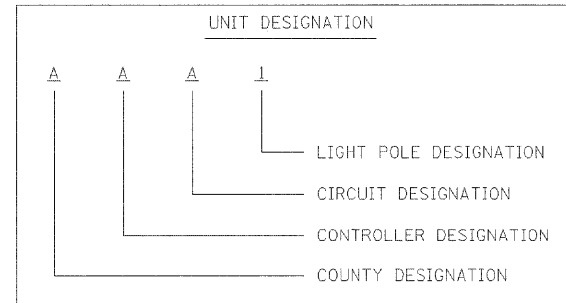 UNIT DESIGNATION
A A A 1
LIGHT POLE DESIGNATION
CIRCUIT DESIGNATION
CONTROLLER DESIGNATION
COUNTY DESIGNATION